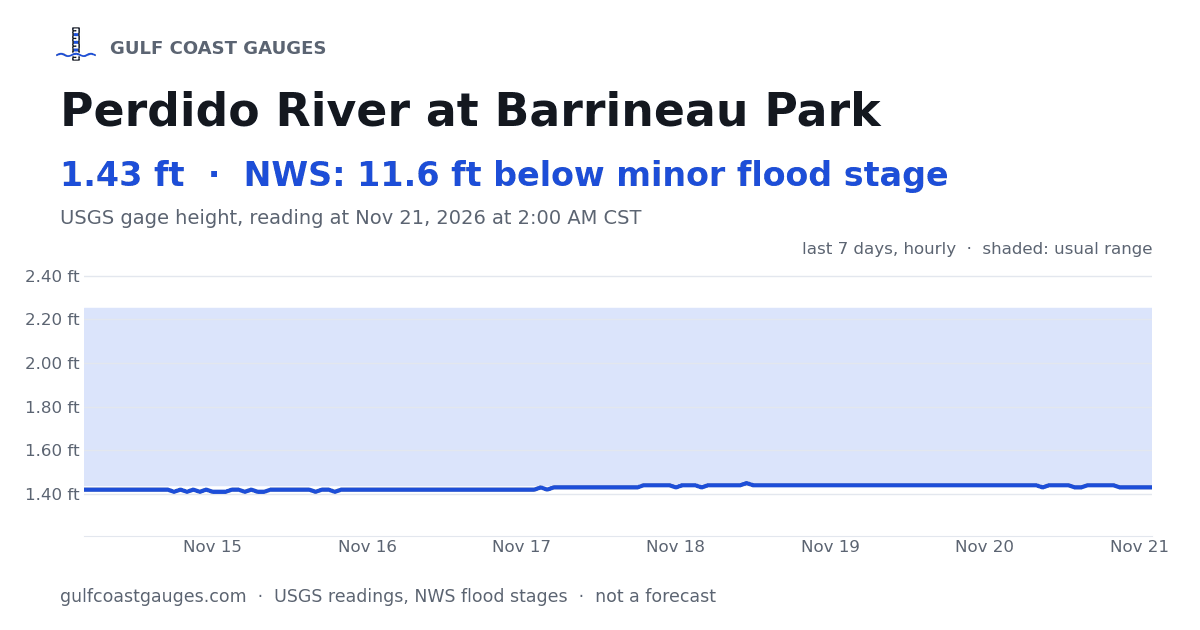 GULF COAST GAUGES
Perdido River at Barrineau Park
1.43 ft · NWS: 11.6 ft below minor flood stage
USGS gage height, reading at Nov 21, 2026 at 2:00 AM CST
last 7 days, hourly · shaded: usual range
2.40 ft
2.20 ft
2.00 ft
1.80 ft
1.60 ft
1.40 ft
Nov 15 Nov 16 Nov 17 Nov 18 Nov 19 Nov 20 Nov 21
gulfcoastgauges.com · USGS readings, NWS flood stages · not a forecast